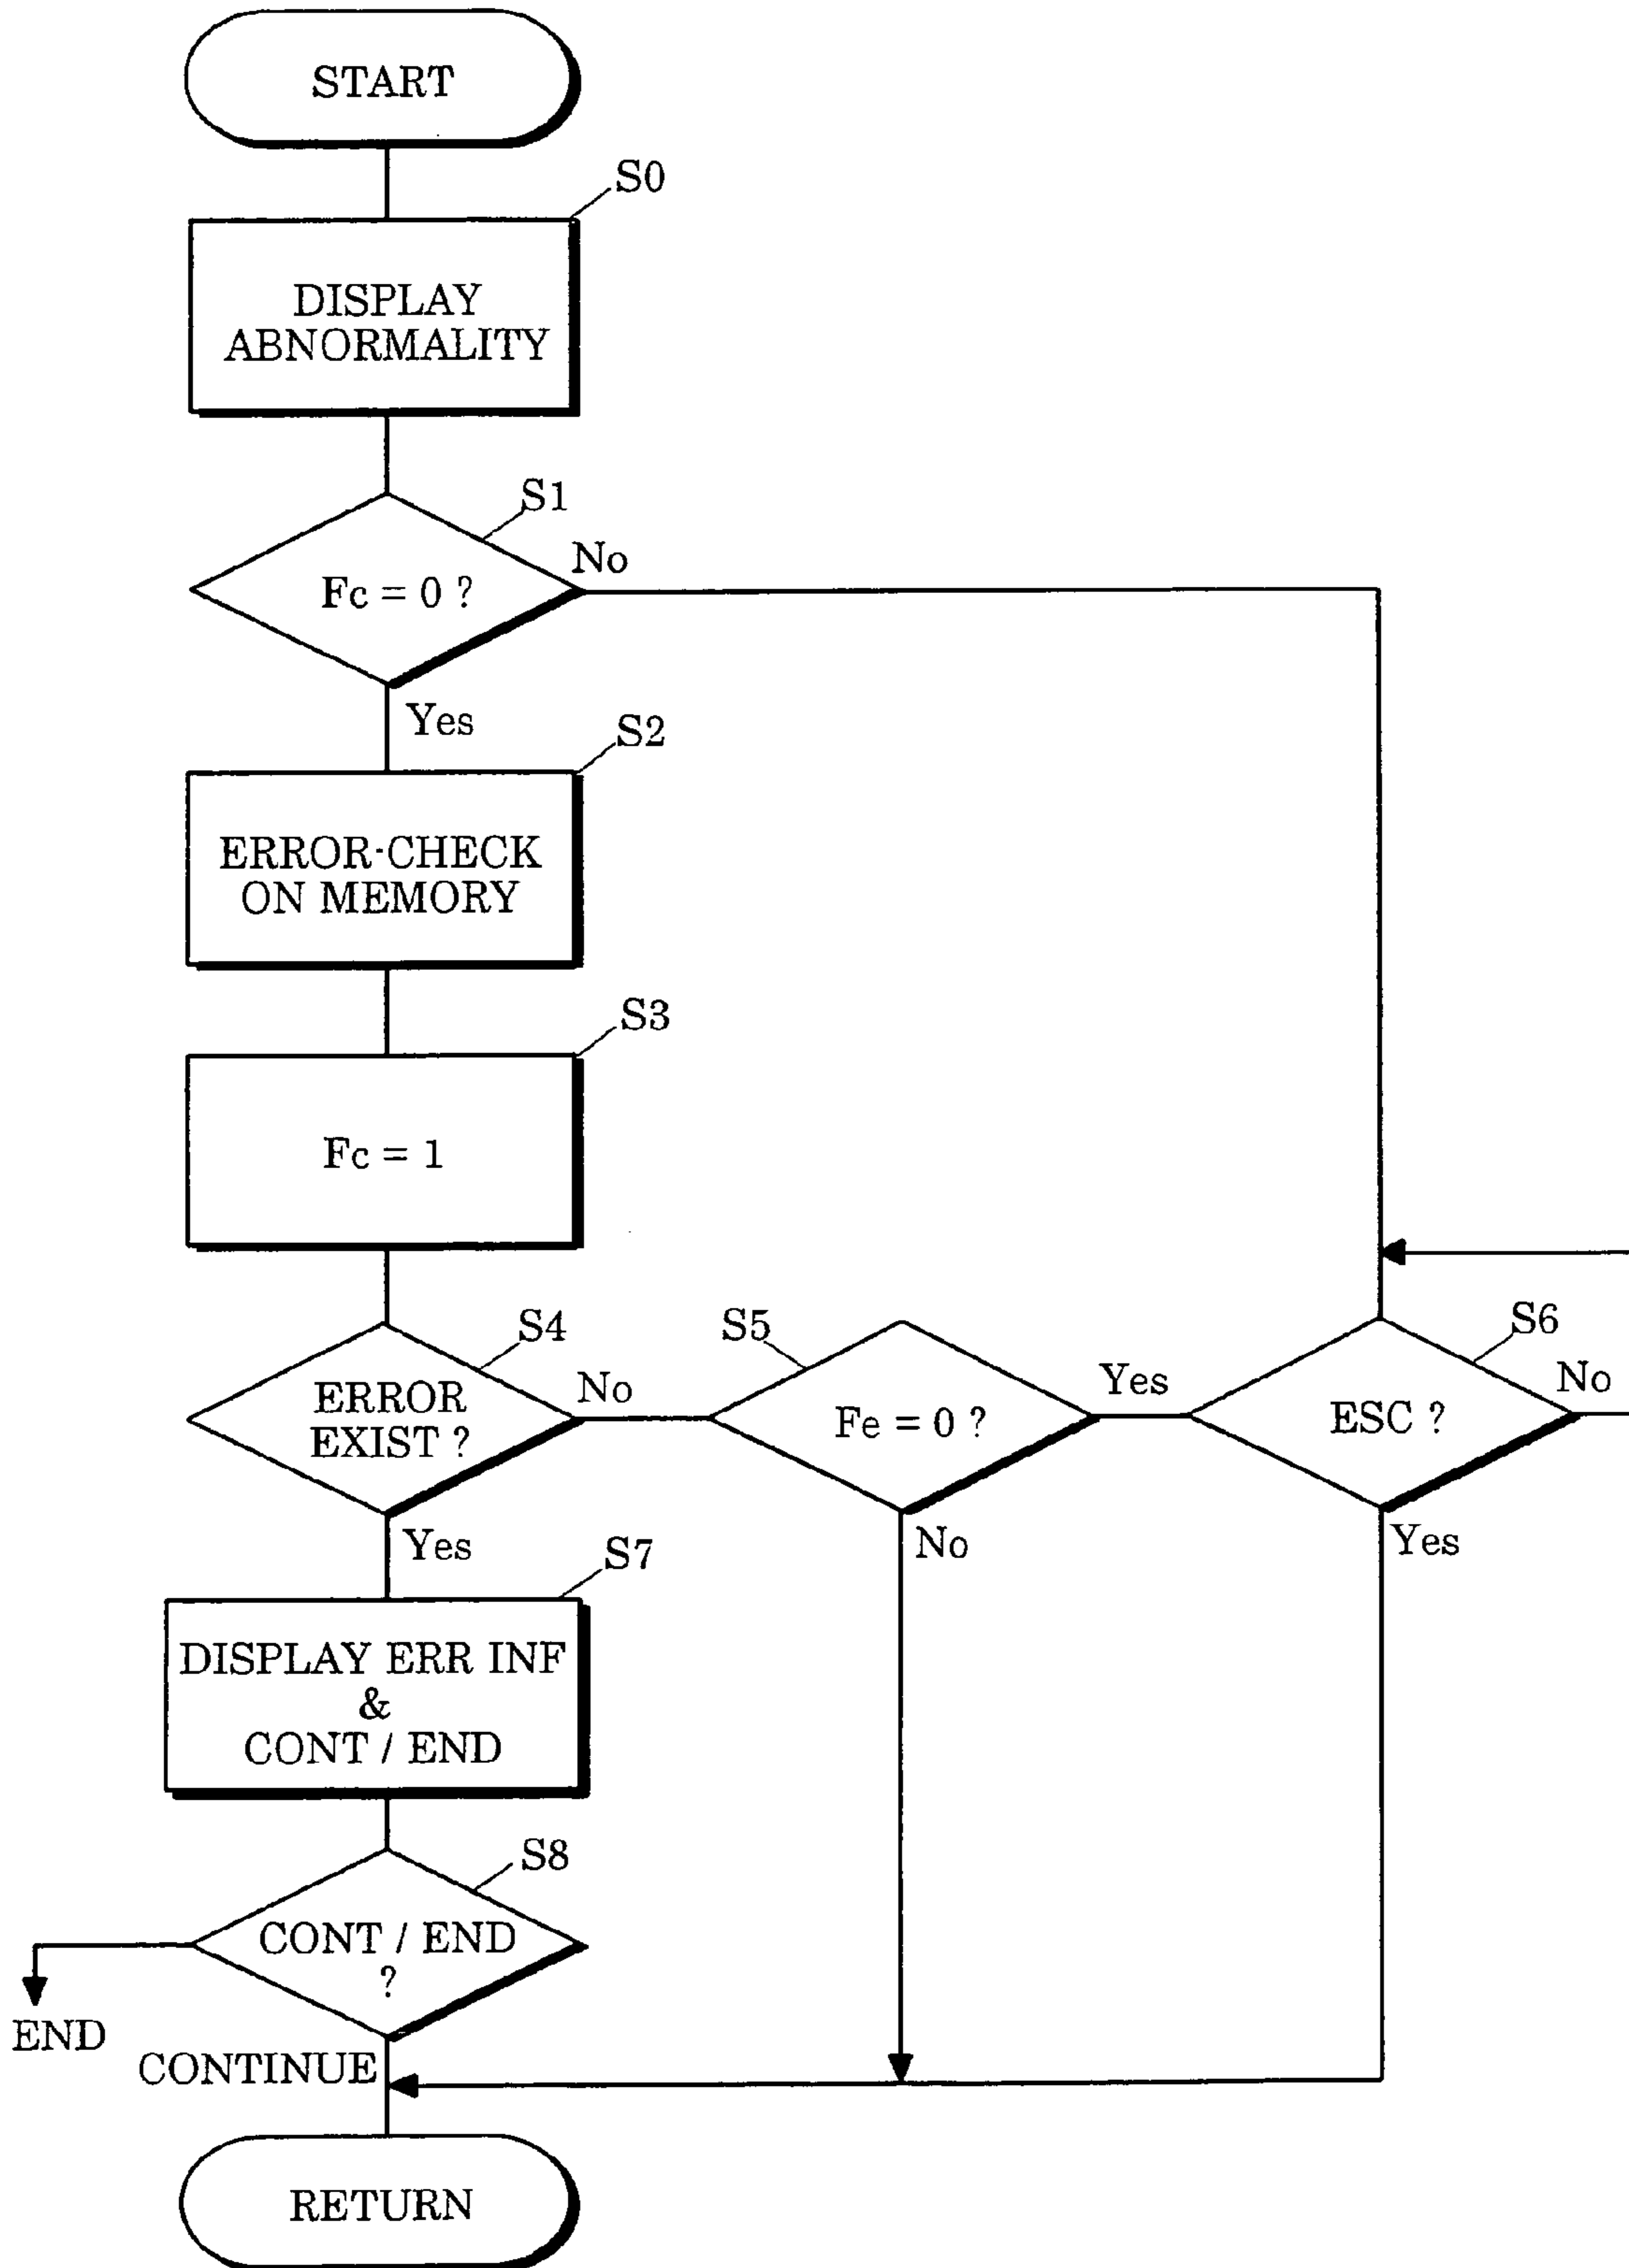 START
S0
DISPLAY
ABNORMALITY
S1
Fc = 0 ?
No
Yes
S2
ERROR-CHECK
ON MEMORY
S3
Fc = 1
S4
ERROR
EXIST ?
No
Yes
S5
Fe = 0 ?
Yes
No
S6
ESC ?
No
Yes
S7
DISPLAY ERR INF
&
CONT / END
S8
CONT / END
?
END
CONTINUE
RETURN